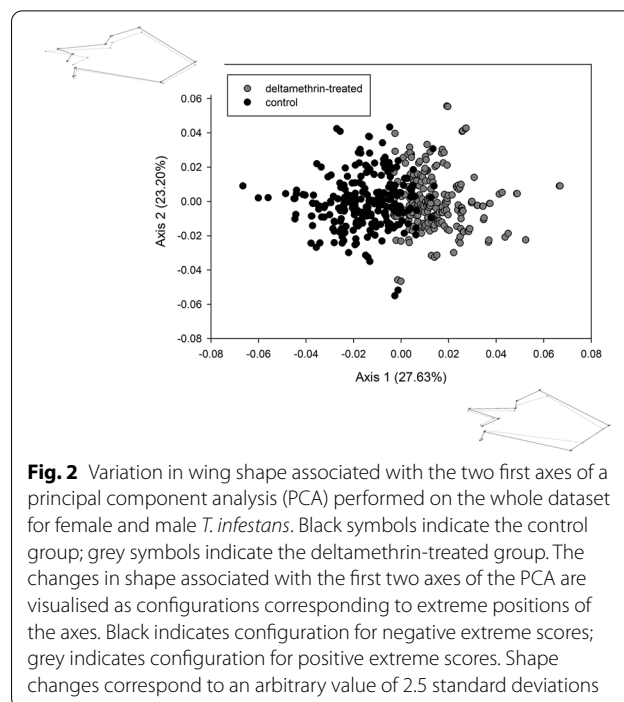 deltamethrin-treated
control
0.06
0.04
0.02
0.00
-0.02
-0.04
-0.06
-0.08
Axis 2 (23.20%)
-0.08 -0.06 -0.04 -0.02 0.00 0.02 0.04 0.06 0.08
Axis 1 (27.63%)
Fig. 2 Variation in wing shape associated with the two first axes of a
principal component analysis (PCA) performed on the whole dataset
for female and male T. infestans. Black symbols indicate the control
group; grey symbols indicate the deltamethrin-treated group. The
changes in shape associated with the first two axes of the PCA are
visualised as configurations corresponding to extreme positions of
the axes. Black indicates configuration for negative extreme scores;
grey indicates configuration for positive extreme scores. Shape
changes correspond to an arbitrary value of 2.5 standard deviations